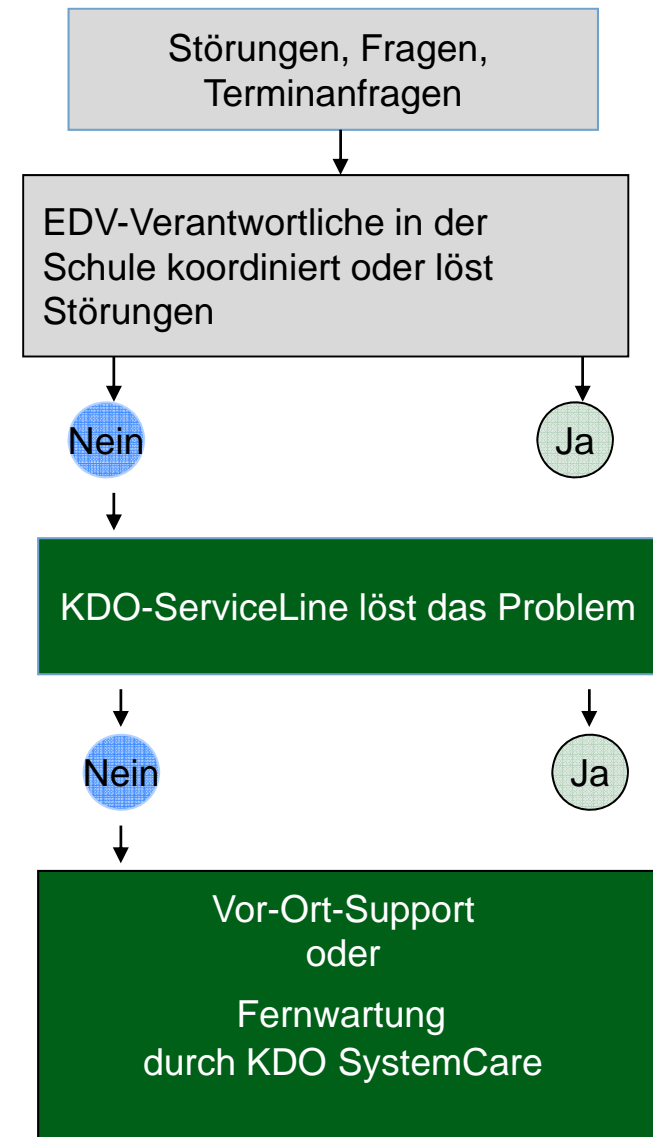 Störungen, Fragen,
Terminanfragen
EDV-Verantwortliche in der
Schule koordiniert oder löst
Störungen
Nein
Ja
KDO-ServiceLine löst das Problem
Nein
Ja
Vor-Ort-Support
oder
Fernwartung
durch KDO SystemCare